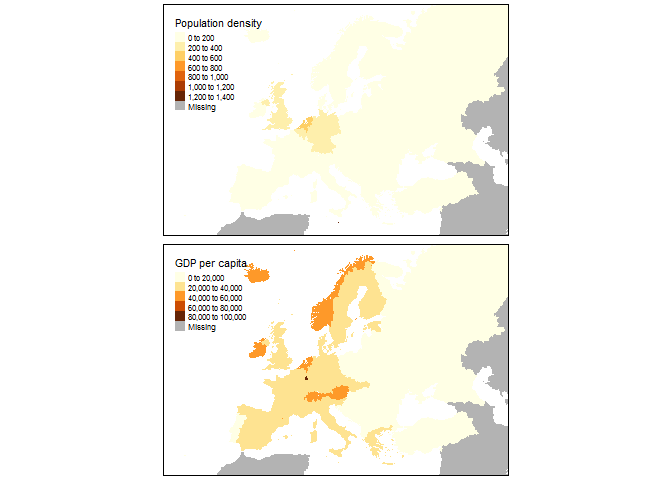 Population density
0 to 200
200 to 400
400 to 600
600 to 800
800 to 1,000
1,000 to 1,200
1,200 to 1,400
Missing
GDP per capita
0 to 20,000
20,000 to 40,000
40,000 to 60,000
60,000 to 80,000
80,000 to 100,000
Missing